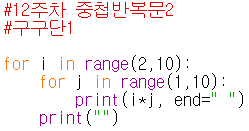 #12주차 중첩반복문2
#구구단1

for i in range(2,10):
    for j in range(1,10):
        print(i*j, end=" ")
    print("")